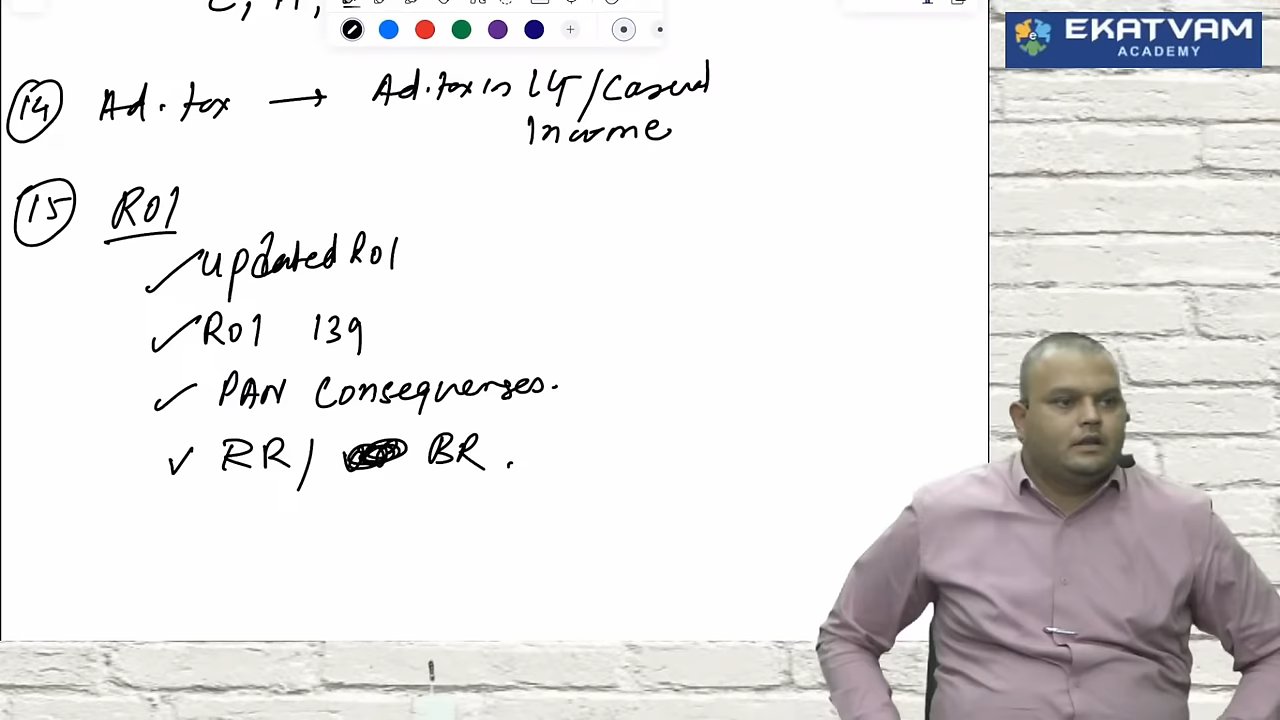 EKATVAM
ACADEMY
14 Ad. tax → Ad. tax in 14/Casual
Income
15 ROI
✓ Updated ROI
✓ ROI 139
✓ PAN Consequenses.
✓ RR/ BR.